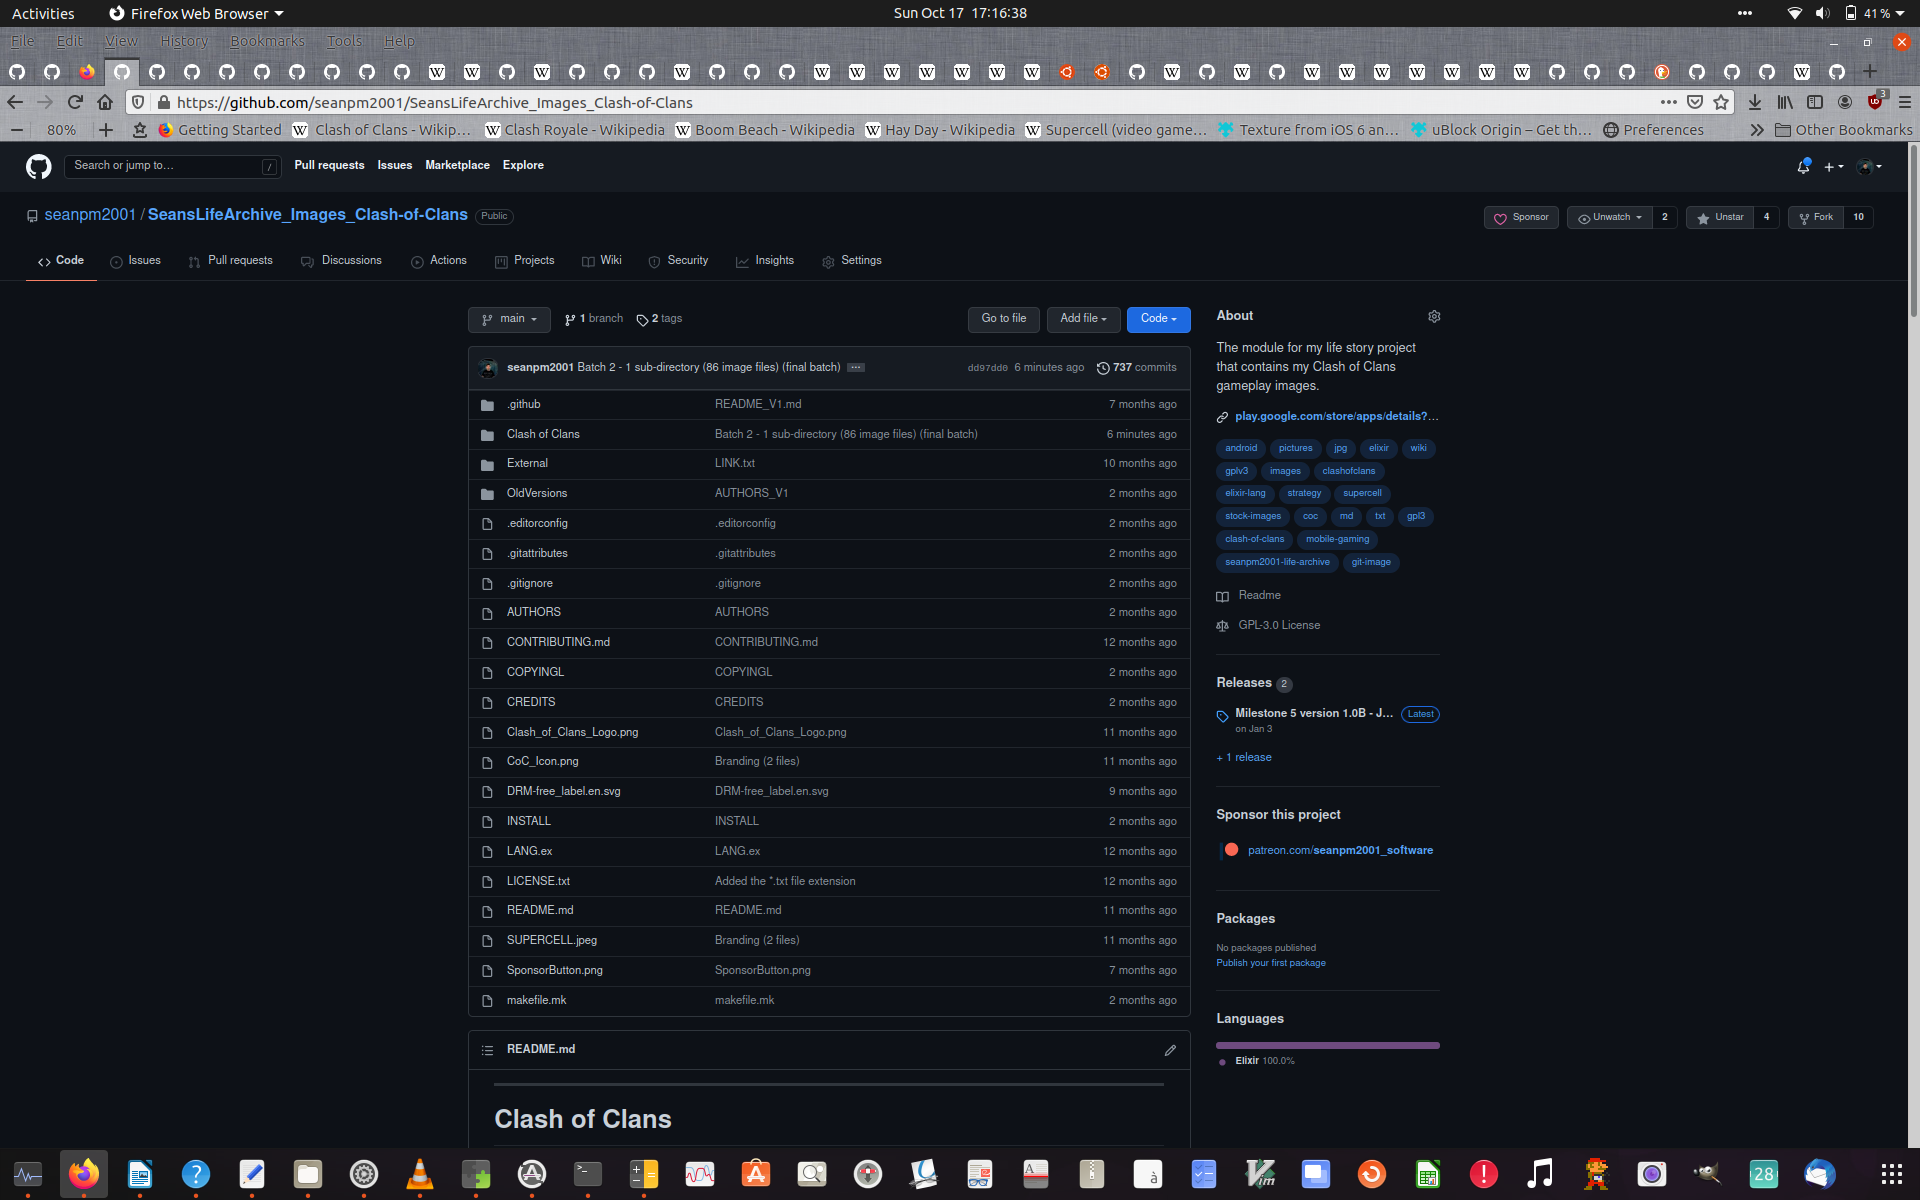 Activities Firefox Web Browser Sun Oct 17 17:16:38 41 %
File Edit View History Bookmarks Tools Help
https://github.com/seanpm2001/SeansLifeArchive_Images_Clash-of-Clans 3
80% Getting Started Clash of Clans - Wikip… Clash Royale - Wikipedia Boom Beach - Wikipedia Hay Day - Wikipedia Supercell (video game… Texture from iOS 6 an… uBlock Origin – Get th… Preferences Other Bookmarks
Search or jump to… / Pull requests Issues Marketplace Explore
seanpm2001 / SeansLifeArchive_Images_Clash-of-Clans Public Sponsor Unwatch 2 Unstar 4 Fork 10
Code Issues Pull requests Discussions Actions Projects Wiki Security Insights Settings
main 1 branch 2 tags Go to file Add file Code
seanpm2001 Batch 2 - 1 sub-directory (86 image files) (final batch) dd97dd0 6 minutes ago 737 commits
.github README_V1.md 7 months ago
Clash of Clans Batch 2 - 1 sub-directory (86 image files) (final batch) 6 minutes ago
External LINK.txt 10 months ago
OldVersions AUTHORS_V1 2 months ago
.editorconfig .editorconfig 2 months ago
.gitattributes .gitattributes 2 months ago
.gitignore .gitignore 2 months ago
AUTHORS AUTHORS 2 months ago
CONTRIBUTING.md CONTRIBUTING.md 12 months ago
COPYINGL COPYINGL 2 months ago
CREDITS CREDITS 2 months ago
Clash_of_Clans_Logo.png Clash_of_Clans_Logo.png 11 months ago
CoC_Icon.png Branding (2 files) 11 months ago
DRM-free_label.en.svg DRM-free_label.en.svg 9 months ago
INSTALL INSTALL 2 months ago
LANG.ex LANG.ex 12 months ago
LICENSE.txt Added the *.txt file extension 12 months ago
README.md README.md 11 months ago
SUPERCELL.jpeg Branding (2 files) 11 months ago
SponsorButton.png SponsorButton.png 7 months ago
makefile.mk makefile.mk 2 months ago
README.md
Clash of Clans
About
The module for my life story project
that contains my Clash of Clans
gameplay images.
play.google.com/store/apps/details?…
android pictures jpg elixir wiki
gplv3 images clashofclans
elixir-lang strategy supercell
stock-images coc md txt gpl3
clash-of-clans mobile-gaming
seanpm2001-life-archive git-image
Readme
GPL-3.0 License
Releases 2
Milestone 5 version 1.0B - J… Latest
on Jan 3
+ 1 release
Sponsor this project
patreon.com/seanpm2001_software
Packages
No packages published
Publish your first package
Languages
Elixir 100.0%
28